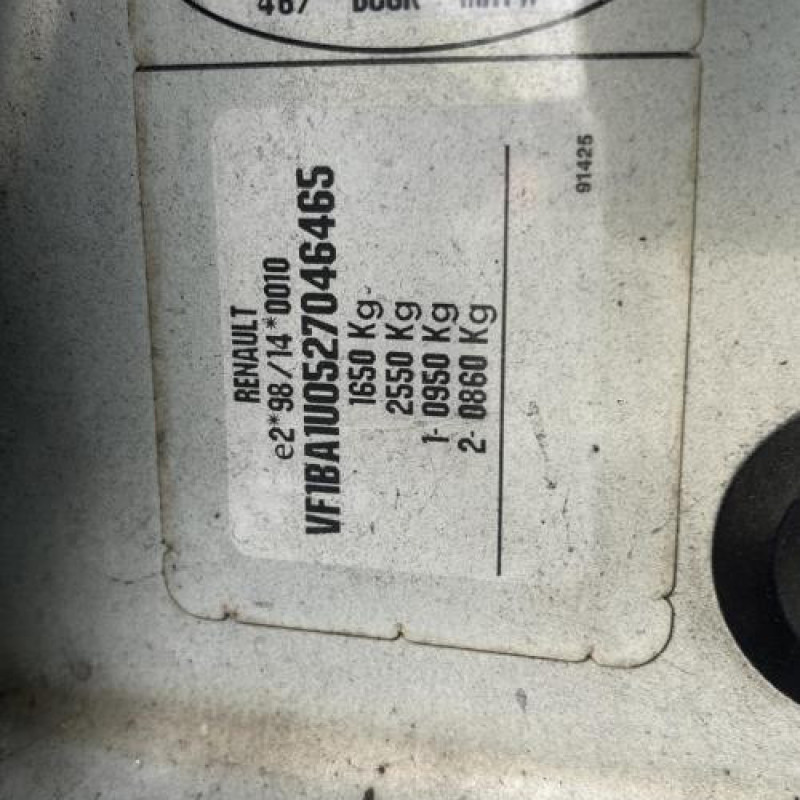 RENAULT
e2*98/14*0010
VF1BA1U0527046465
1650 Kg
2550 Kg
1- 0950 Kg
2- 0860 Kg
91425